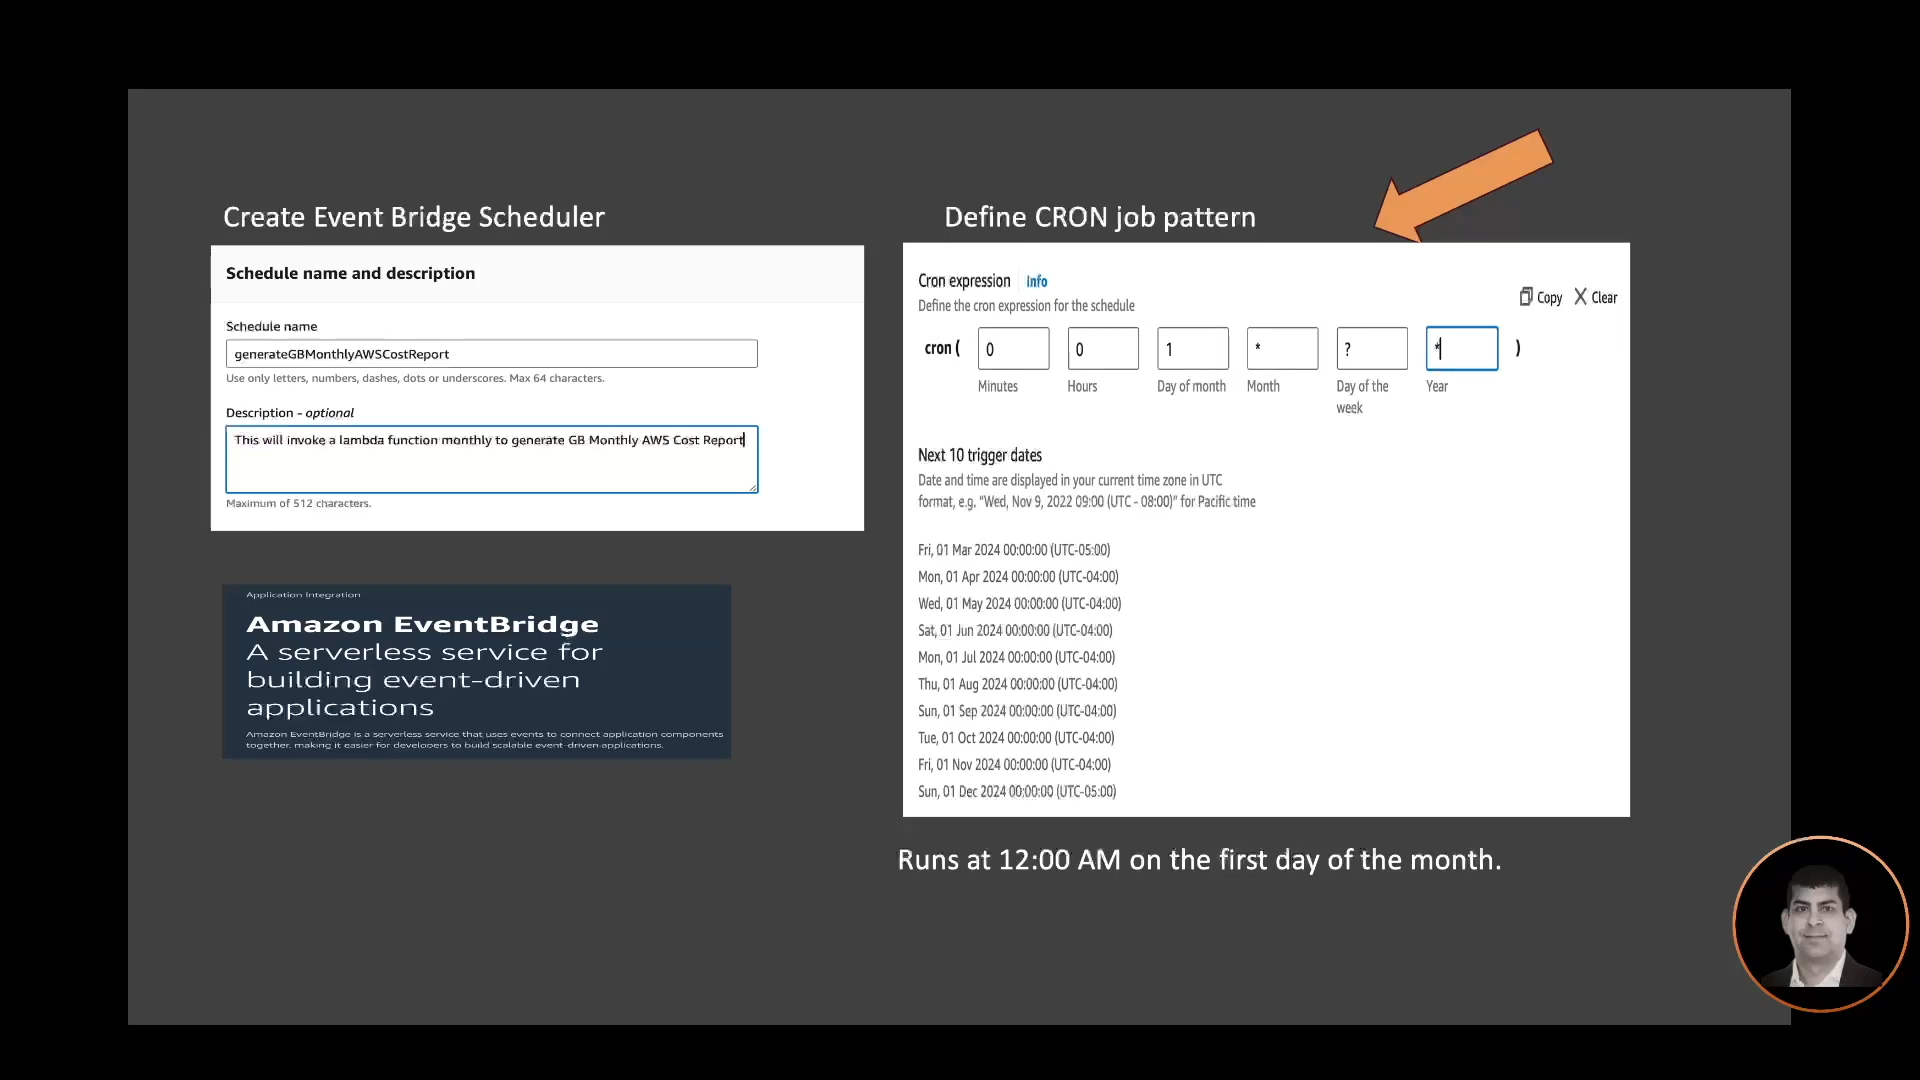 Create Event Bridge Scheduler
Schedule name and description
Schedule name
generateGBMonthlyAWSCostReport
Use only letters, numbers, dashes, dots or underscores. Max 64 characters.
Description - optional
This will invoke a lambda function monthly to generate GB Monthly AWS Cost Report
Maximum of 512 characters.
Application Integration
Amazon EventBridge
A serverless service for
building event-driven
applications
Amazon EventBridge is a serverless service that uses events to connect application components
together, making it easier for developers to build scalable event-driven applications.
Define CRON job pattern
Cron expression Info
Define the cron expression for the schedule
Copy Clear
cron ( 0 0 1 * ? * )
Minutes Hours Day of month Month Day of the Year
week
Next 10 trigger dates
Date and time are displayed in your current time zone in UTC
format, e.g. "Wed, Nov 9, 2022 09:00 (UTC - 08:00)" for Pacific time
Fri, 01 Mar 2024 00:00:00 (UTC-05:00)
Mon, 01 Apr 2024 00:00:00 (UTC-04:00)
Wed, 01 May 2024 00:00:00 (UTC-04:00)
Sat, 01 Jun 2024 00:00:00 (UTC-04:00)
Mon, 01 Jul 2024 00:00:00 (UTC-04:00)
Thu, 01 Aug 2024 00:00:00 (UTC-04:00)
Sun, 01 Sep 2024 00:00:00 (UTC-04:00)
Tue, 01 Oct 2024 00:00:00 (UTC-04:00)
Fri, 01 Nov 2024 00:00:00 (UTC-04:00)
Sun, 01 Dec 2024 00:00:00 (UTC-05:00)
Runs at 12:00 AM on the first day of the month.